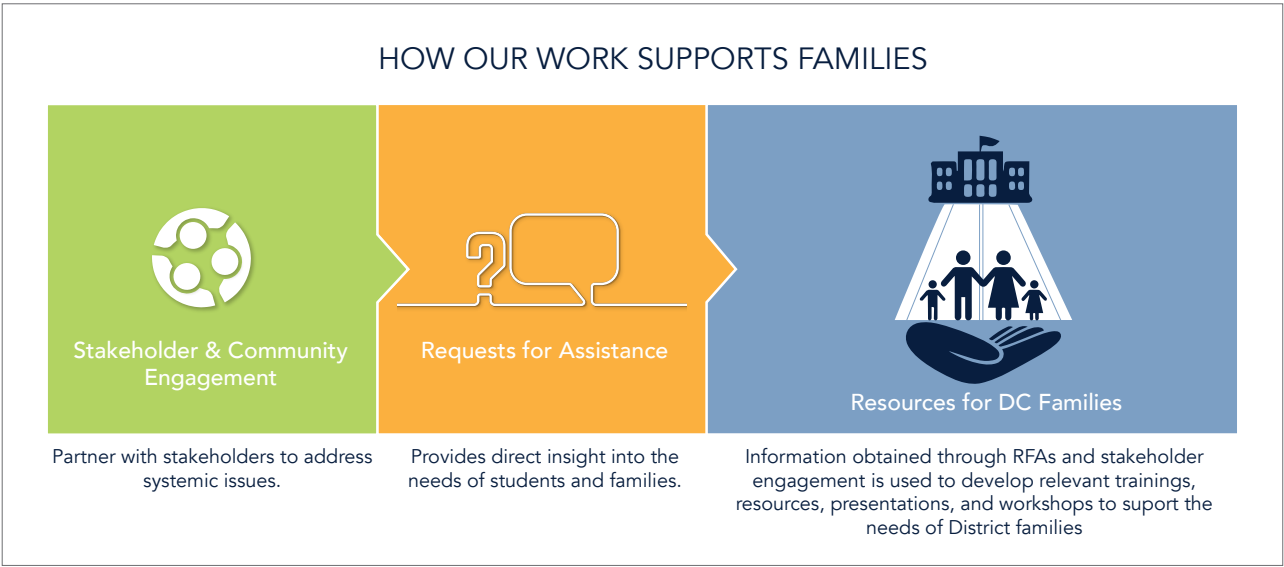 HOW OUR WORK SUPPORTS FAMILIES
Stakeholder & Community
Engagement
Requests for Assistance
Resources for DC Families
Partner with stakeholders to address
systemic issues.
Provides direct insight into the
needs of students and families.
Information obtained through RFAs and stakeholder
engagement is used to develop relevant trainings,
resources, presentations, and workshops to suport the
needs of District families